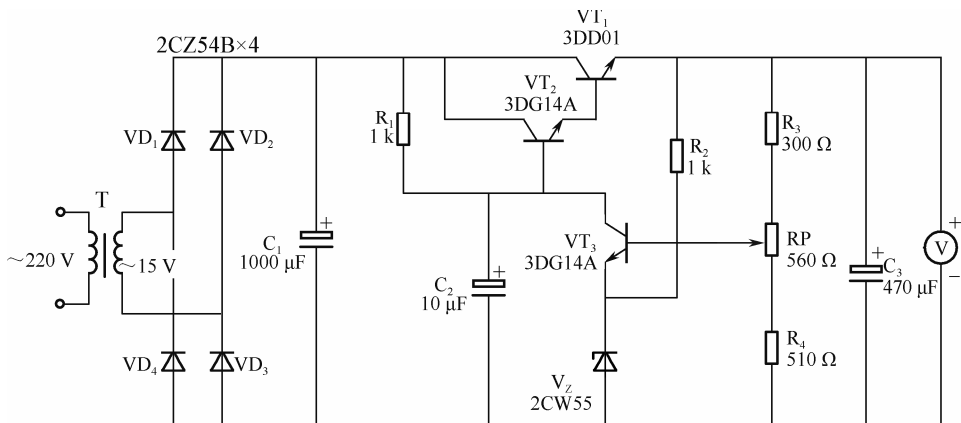 2CZ54B×4
VT₁
3DD01
VT₂
3DG14A
R₁
1 k
VD₁
VD₂
R₂
1 k
R₃
300 Ω
T
~220 V
~15 V
C₁
1000 μF
+
VT₃
3DG14A
RP
560 Ω
+
V
−
C₂
10 μF
+
+
C₃
470 μF
VD₄
VD₃
V_Z
2CW55
R₄
510 Ω